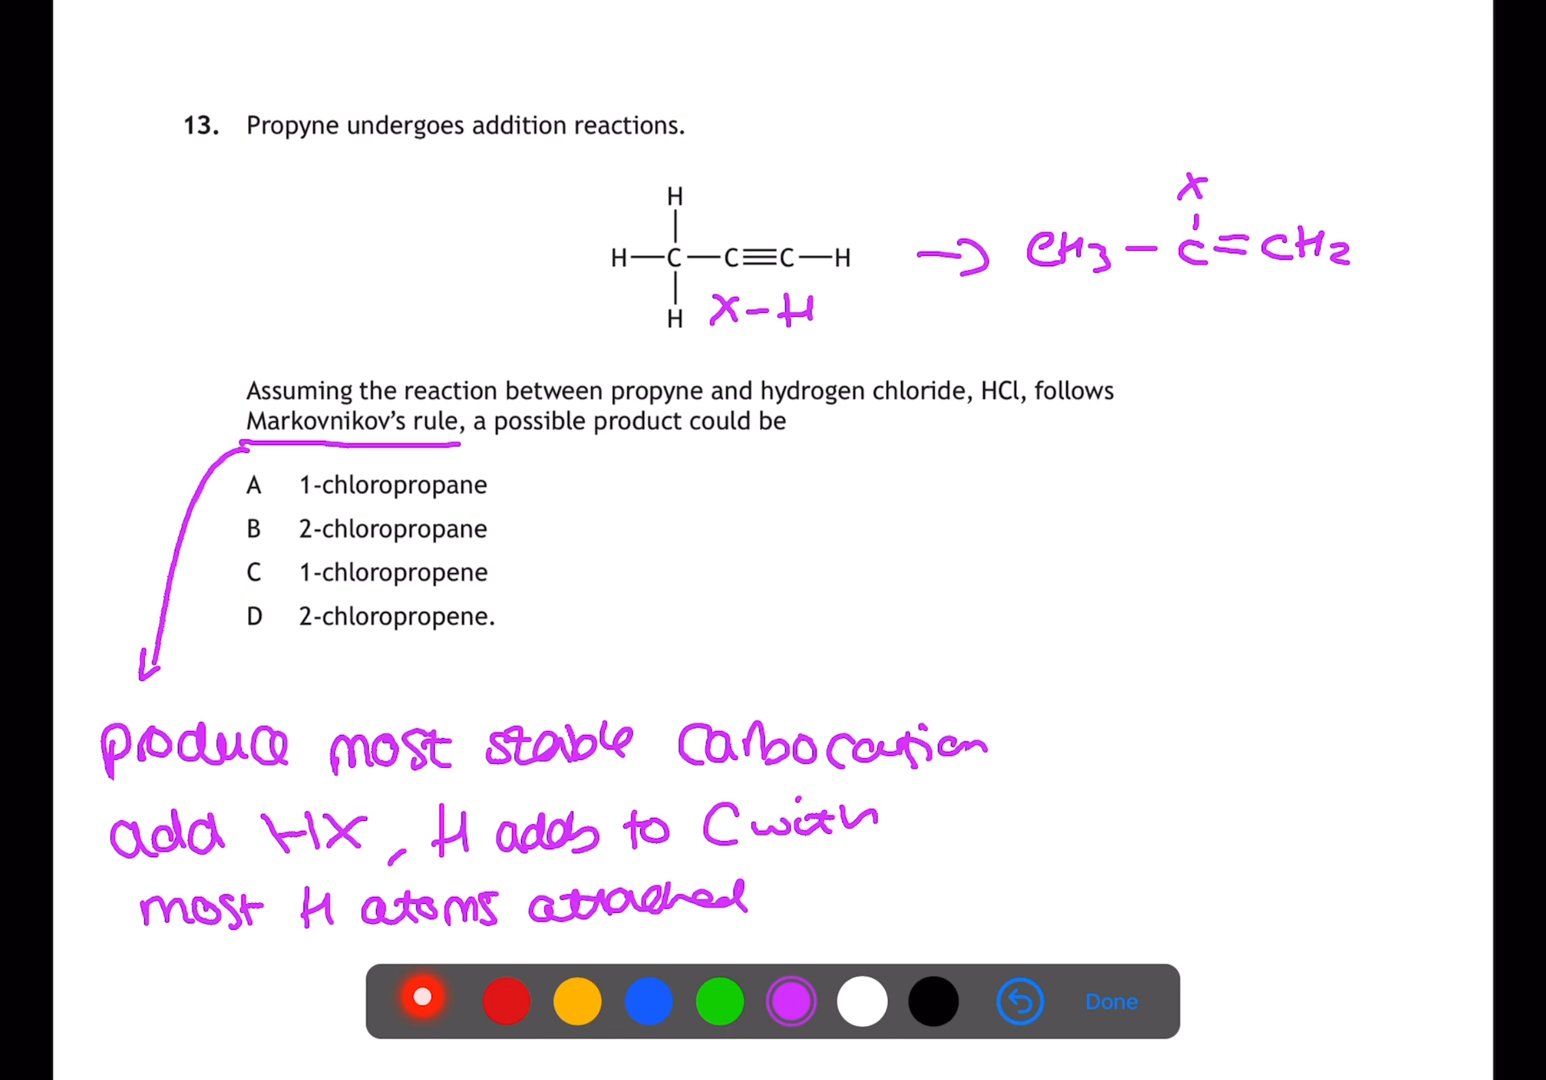 13. Propyne undergoes addition reactions.
H
H—C—C≡C—H
H
X-H
→ CH3-C=CH2
X
Assuming the reaction between propyne and hydrogen chloride, HCl, follows
Markovnikov's rule, a possible product could be
A 1-chloropropane
B 2-chloropropane
C 1-chloropropene
D 2-chloropropene.
produce most stable carbocation
add HX, H adds to C with
most H atoms attached
Done